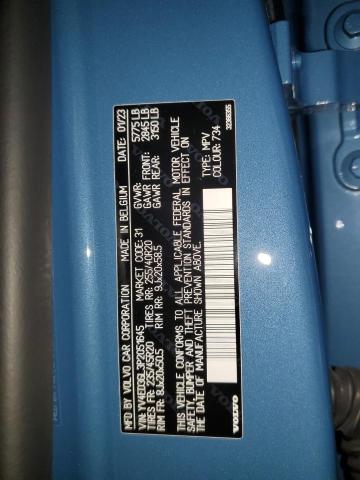 MFD BY VOLVO CAR CORPORATION MADE IN BELGIUM DATE: 01/23
MARKET CODE: 31 GVWR: 5775 LB
TIRES FR: 235/45R20 TIRES RR: 255/40R20 GAWR FRONT: 2845 LB
RIM FR: 8Jx20x50.5 RIM RR: 9Jx20x58.5 GAWR REAR: 3150 LB
THIS VEHICLE CONFORMS TO ALL APPLICABLE FEDERAL MOTOR VEHICLE
SAFETY, BUMPER AND THEFT PREVENTION STANDARDS IN EFFECT ON
THE DATE OF MANUFACTURE SHOWN ABOVE.
TYPE: MPV
COLOUR: 734
VOLVO 32366355